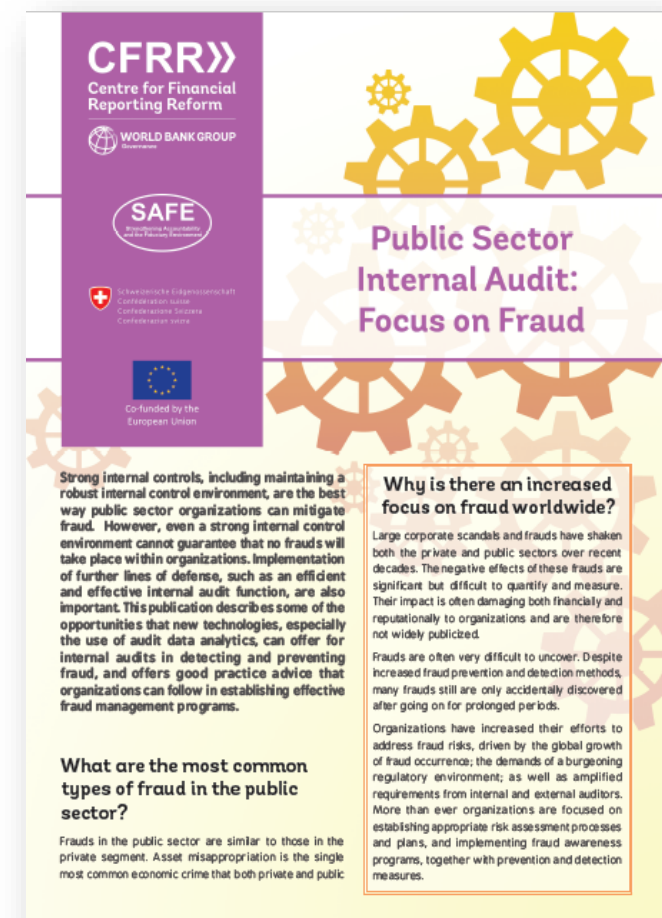 CFRR»
Centre for Financial
Reporting Reform
WORLD BANK GROUP
Governance
SAFE
Strengthening Accountability
and the Fiduciary Environment
Schweizerische Eidgenossenschaft
Confédération suisse
Confederazione Svizzera
Confederaziun svizra
Co-funded by the
European Union
Public Sector
Internal Audit:
Focus on Fraud
Strong internal controls, including maintaining a
robust internal control environment, are the best
way public sector organizations can mitigate
fraud. However, even a strong internal control
environment cannot guarantee that no frauds will
take place within organizations. Implementation
of further lines of defense, such as an efficient
and effective internal audit function, are also
important. This publication describes some of the
opportunities that new technologies, especially
the use of audit data analytics, can offer for
internal audits in detecting and preventing
fraud, and offers good practice advice that
organizations can follow in establishing effective
fraud management programs.
What are the most common
types of fraud in the public
sector?
Frauds in the public sector are similar to those in the
private segment. Asset misappropriation is the single
most common economic crime that both private and public
Why is there an increased
focus on fraud worldwide?
Large corporate scandals and frauds have shaken
both the private and public sectors over recent
decades. The negative effects of these frauds are
significant but difficult to quantify and measure.
Their impact is often damaging both financially and
reputationally to organizations and are therefore
not widely publicized.
Frauds are often very difficult to uncover. Despite
increased fraud prevention and detection methods,
many frauds still are only accidentally discovered
after going on for prolonged periods.
Organizations have increased their efforts to
address fraud risks, driven by the global growth
of fraud occurrence; the demands of a burgeoning
regulatory environment; as well as amplified
requirements from internal and external auditors.
More than ever organizations are focused on
establishing appropriate risk assessment processes
and plans, and implementing fraud awareness
programs, together with prevention and detection
measures.